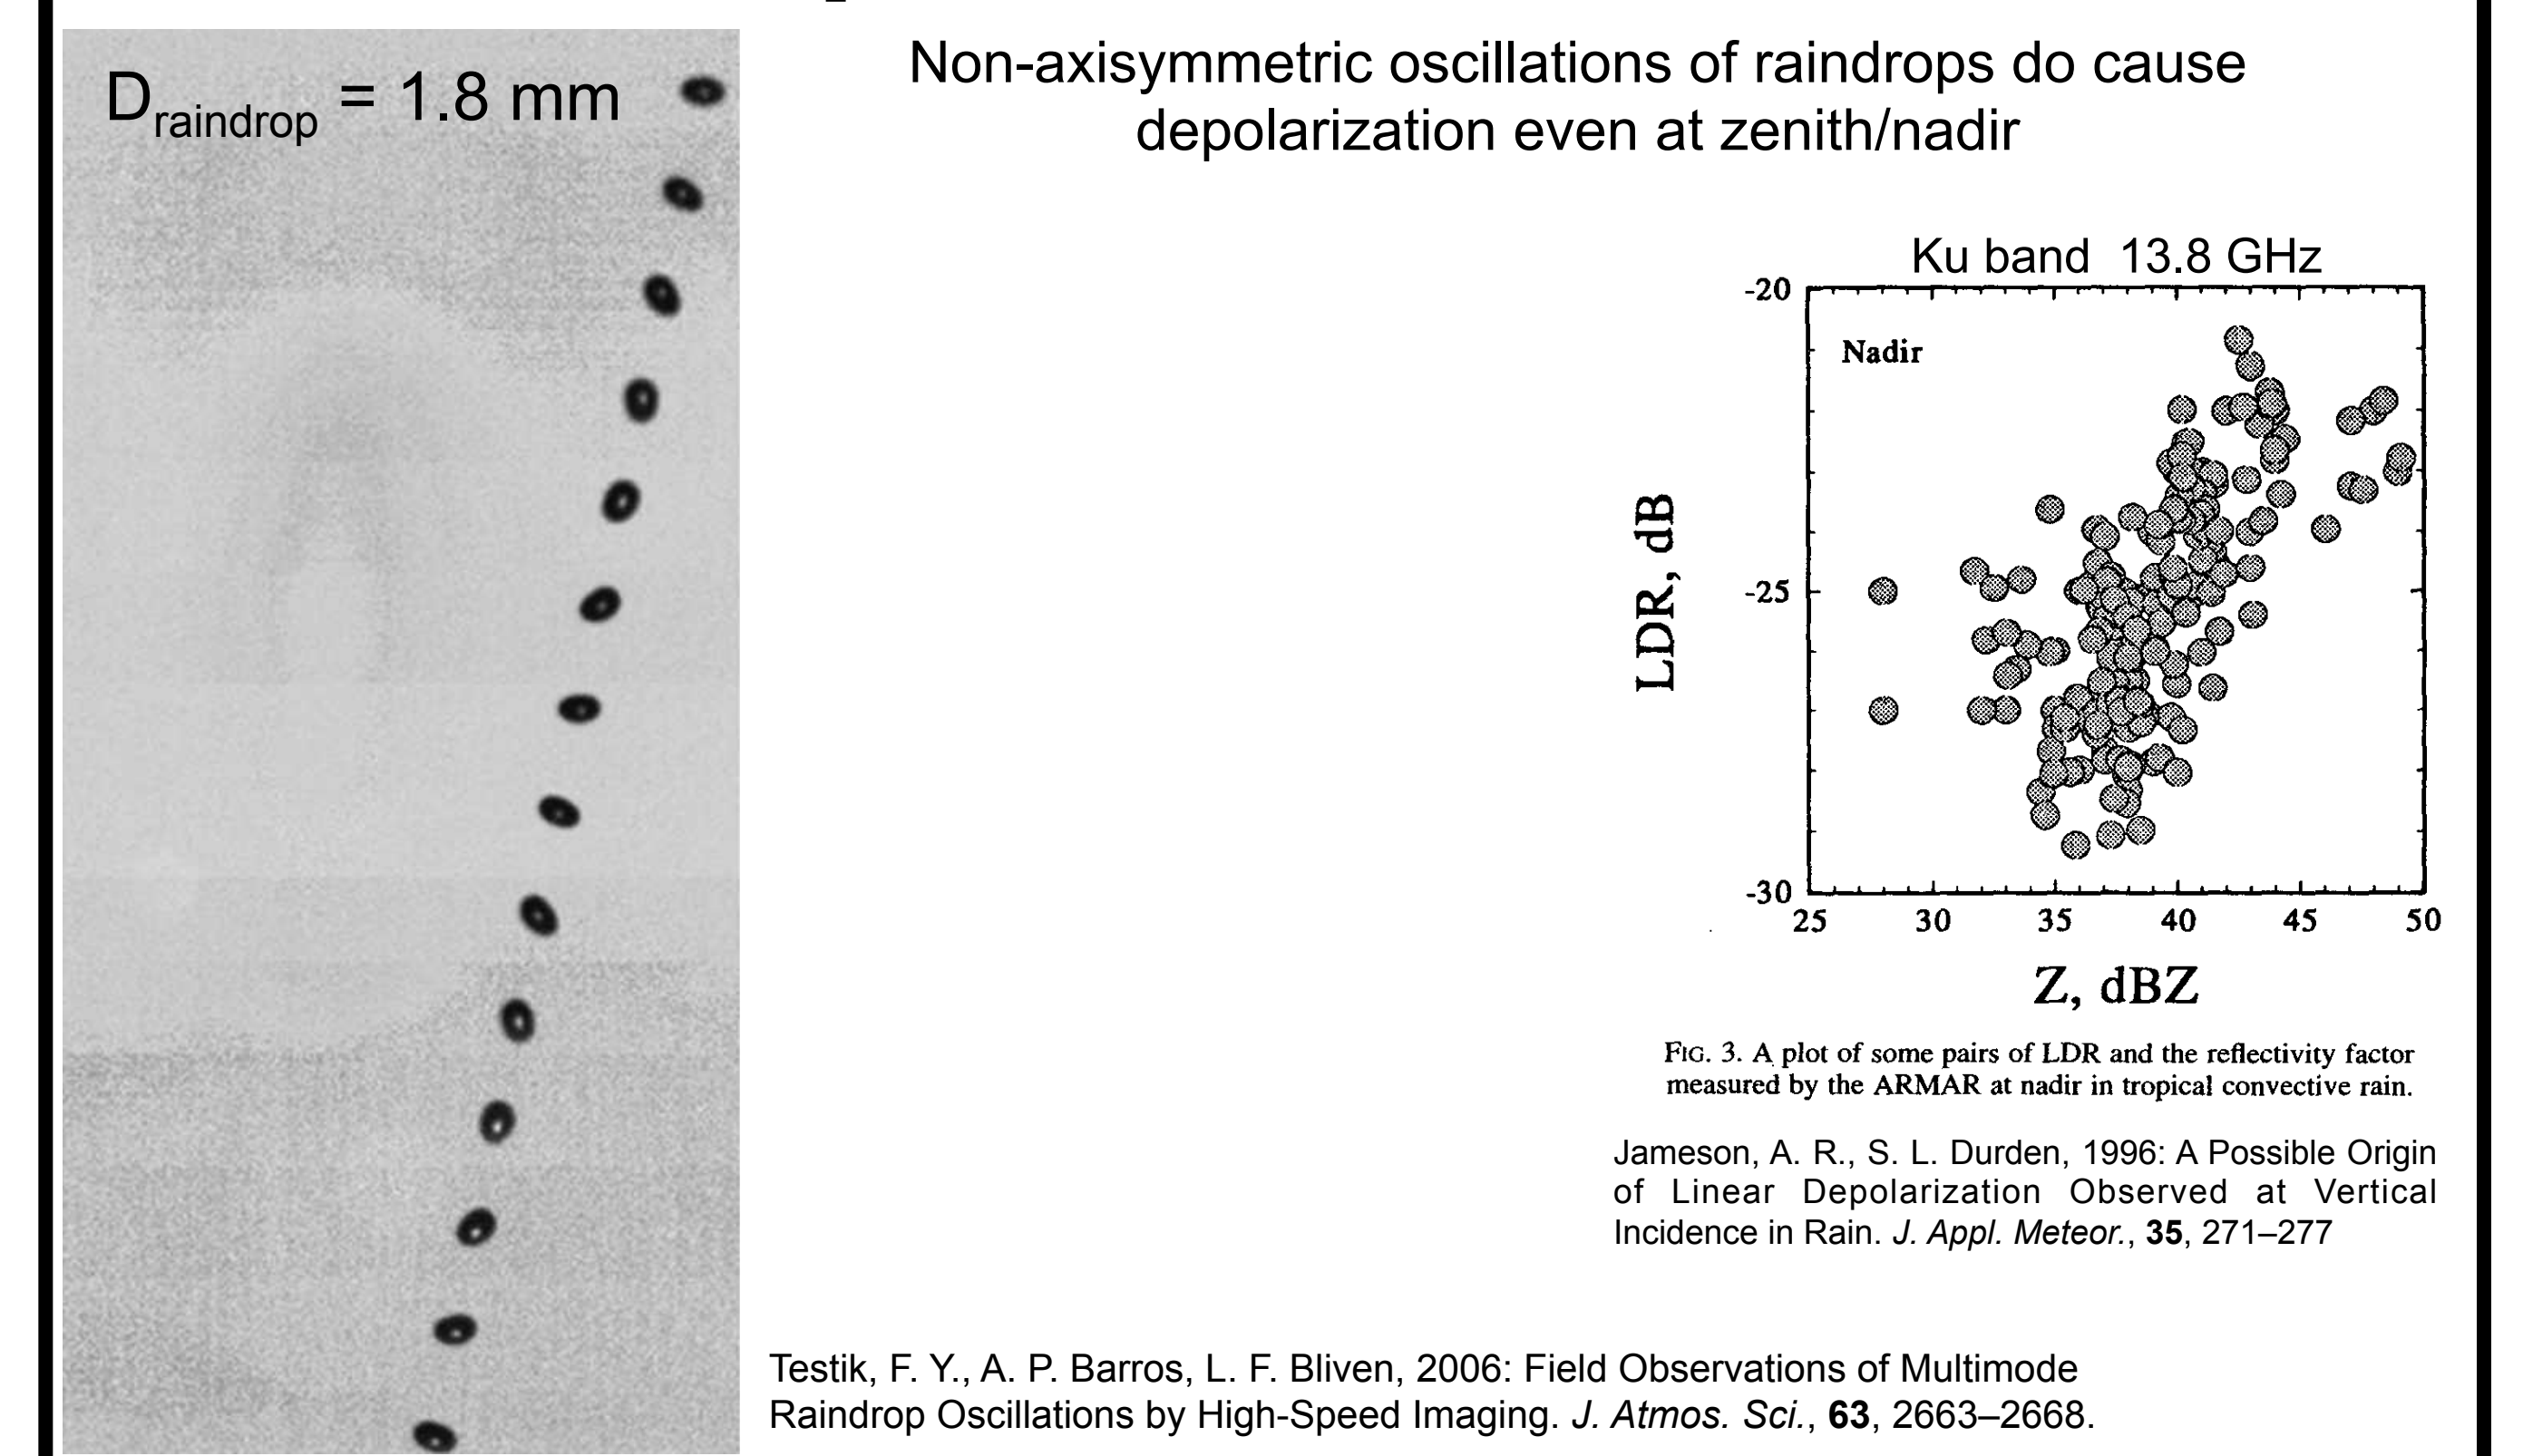 D raindrop = 1.8 mm
Non-axisymmetric oscillations of raindrops do cause
depolarization even at zenith/nadir
Ku band 13.8 GHz
-20
Nadir
LDR, dB
-25
-30
25 30 35 40 45 50
Z, dBZ
FIG. 3. A plot of some pairs of LDR and the reflectivity factor
measured by the ARMAR at nadir in tropical convective rain.
Jameson, A. R., S. L. Durden, 1996: A Possible Origin
of Linear Depolarization Observed at Vertical
Incidence in Rain. J. Appl. Meteor., 35, 271–277
Testik, F. Y., A. P. Barros, L. F. Bliven, 2006: Field Observations of Multimode
Raindrop Oscillations by High-Speed Imaging. J. Atmos. Sci., 63, 2663–2668.